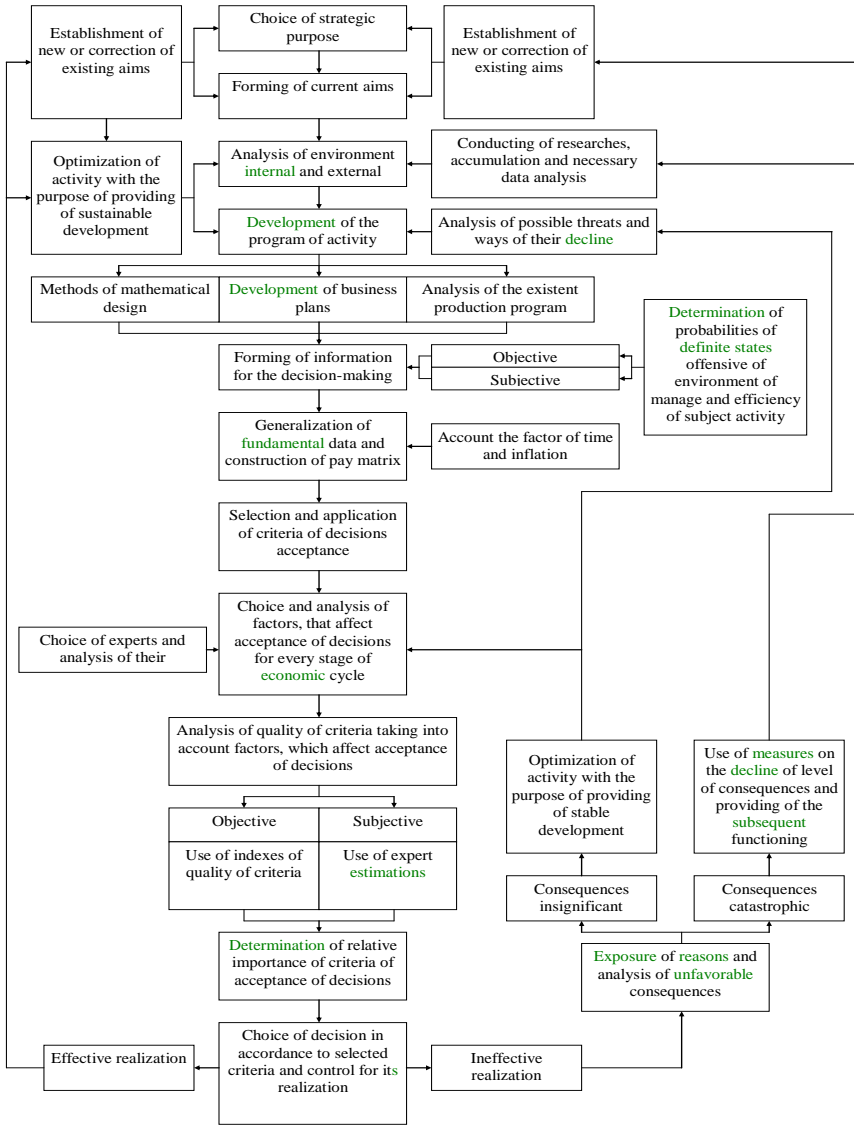 Establishment of
new or correction of
existing aims
Choice of strategic
purpose
Forming of current aims
Establishment of
new or correction of
existing aims
Optimization of
activity with the
purpose of providing
of sustainable
development
Analysis of environment
internal and external
Conducting of researches,
accumulation and necessary
data analysis
Development of the
program of activity
Analysis of possible threats and
ways of their decline
Methods of mathematical
design
Development of business
plans
Analysis of the existent
production program
Forming of information
for the decision-making
Objective
Subjective
Determination of
probabilities of
definite states
offensive of
environment of
manage and efficiency
of subject activity
Generalization of
fundamental data and
construction of pay matrix
Account the factor of time
and inflation
Selection and application
of criteria of decisions
acceptance
Choice of experts and
analysis of their
Choice and analysis of
factors, that affect
acceptance of decisions
for every stage of
economic cycle
Analysis of quality of criteria taking into
account factors, which affect acceptance
of decisions
Optimization of
activity with the
purpose of providing
of stable
development
Use of measures on
the decline of level
of consequences and
providing of the
subsequent
functioning
Objective
Subjective
Use of indexes of
quality of criteria
Use of expert
estimations
Consequences
insignificant
Consequences
catastrophic
Determination of relative
importance of criteria of
acceptance of decisions
Exposure of reasons and
analysis of unfavorable
consequences
Effective realization
Choice of decision in
accordance to selected
criteria and control for its
realization
Ineffective
realization